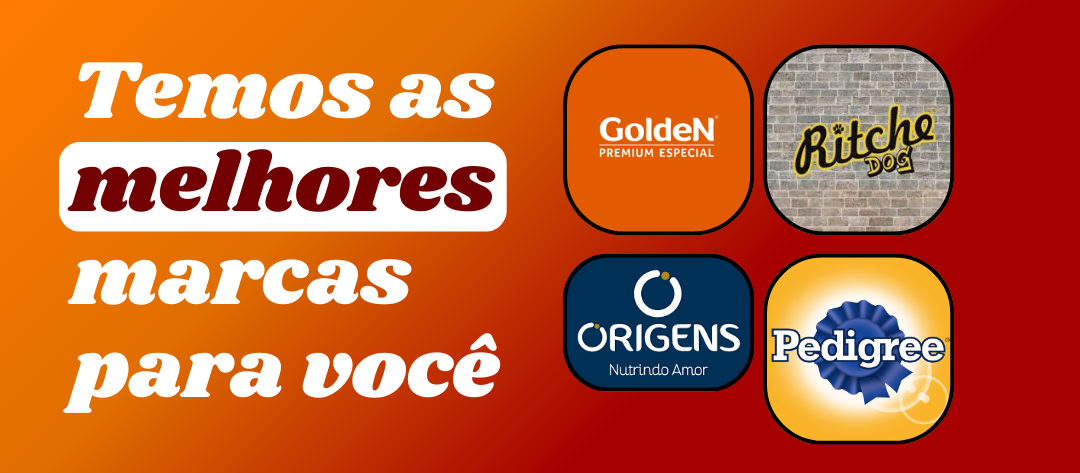 Temos as
melhores
marcas
para você
GoldeN
PREMIUM ESPECIAL
Ritche
DOG
ORIGENS
Nutrindo Amor
Pedigree